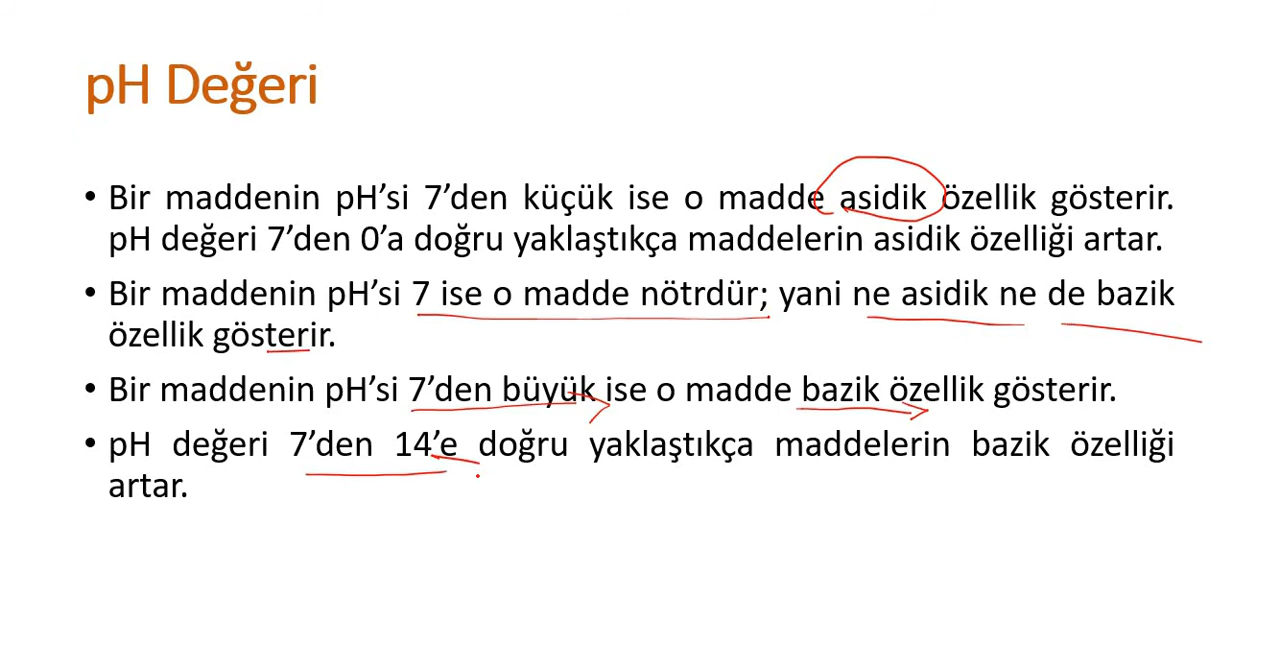 pH Değeri
• Bir maddenin pH’si 7’den küçük ise o madde asidik özellik gösterir.
pH değeri 7’den 0’a doğru yaklaştıkça maddelerin asidik özelliği artar.
• Bir maddenin pH’si 7 ise o madde nötrdür; yani ne asidik ne de bazik
özellik gösterir.
• Bir maddenin pH’si 7’den büyük ise o madde bazik özellik gösterir.
• pH değeri 7’den 14’e doğru yaklaştıkça maddelerin bazik özelliği
artar.